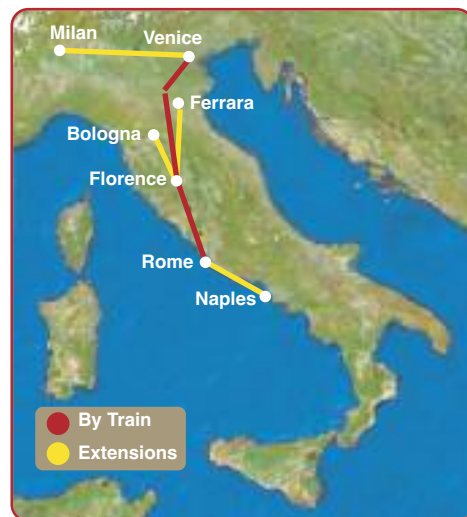 Milan
Venice
Ferrara
Bologna
Florence
Rome
Naples
By Train
Extensions